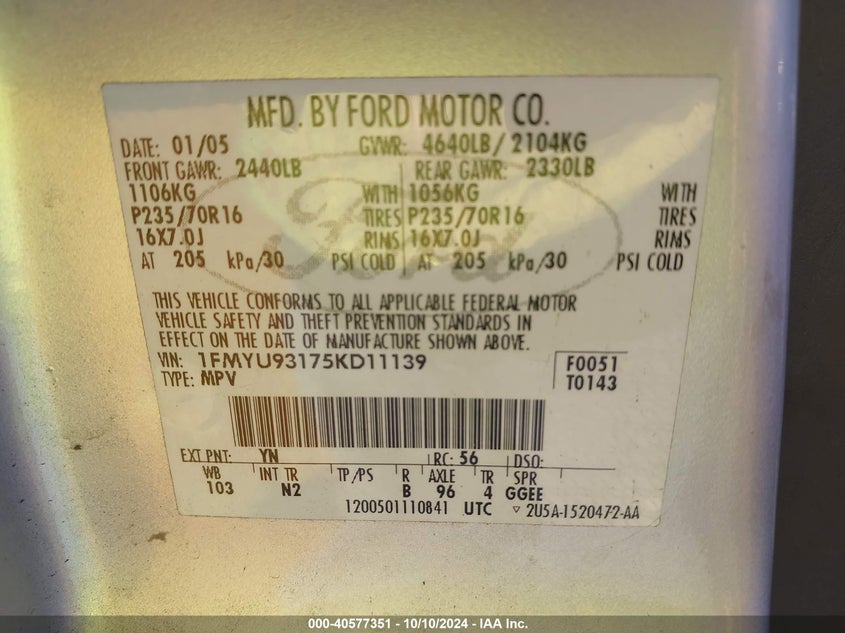 MFD. BY FORD MOTOR CO.
DATE: 01/05 GVWR: 4640LB/ 2104KG
FRONT GAWR: 2440LB REAR GAWR: 2330LB
1106KG WITH 1056KG WITH
P235/70R16 TIRES P235/70R16 TIRES
16X7.0J RIMS 16X7.0J RIMS
AT 205 kPa/30 PSI COLD AT 205 kPa/30 PSI COLD
Ford
THIS VEHICLE CONFORMS TO ALL APPLICABLE FEDERAL MOTOR
VEHICLE SAFETY AND THEFT PREVENTION STANDARDS IN
EFFECT ON THE DATE OF MANUFACTURE SHOWN ABOVE.
VIN: 1FMYU93175KD11139 F0051
TYPE: MPV T0143
EXT PNT: YN RC: 56 DSO:
WB INT TR TP/PS R AXLE TR SPR
103 N2 B 96 4 GGEE
1200501110841 UTC ▽ 2U5A-1520472-AA
000-40577351 - 10/10/2024 - IAA Inc.